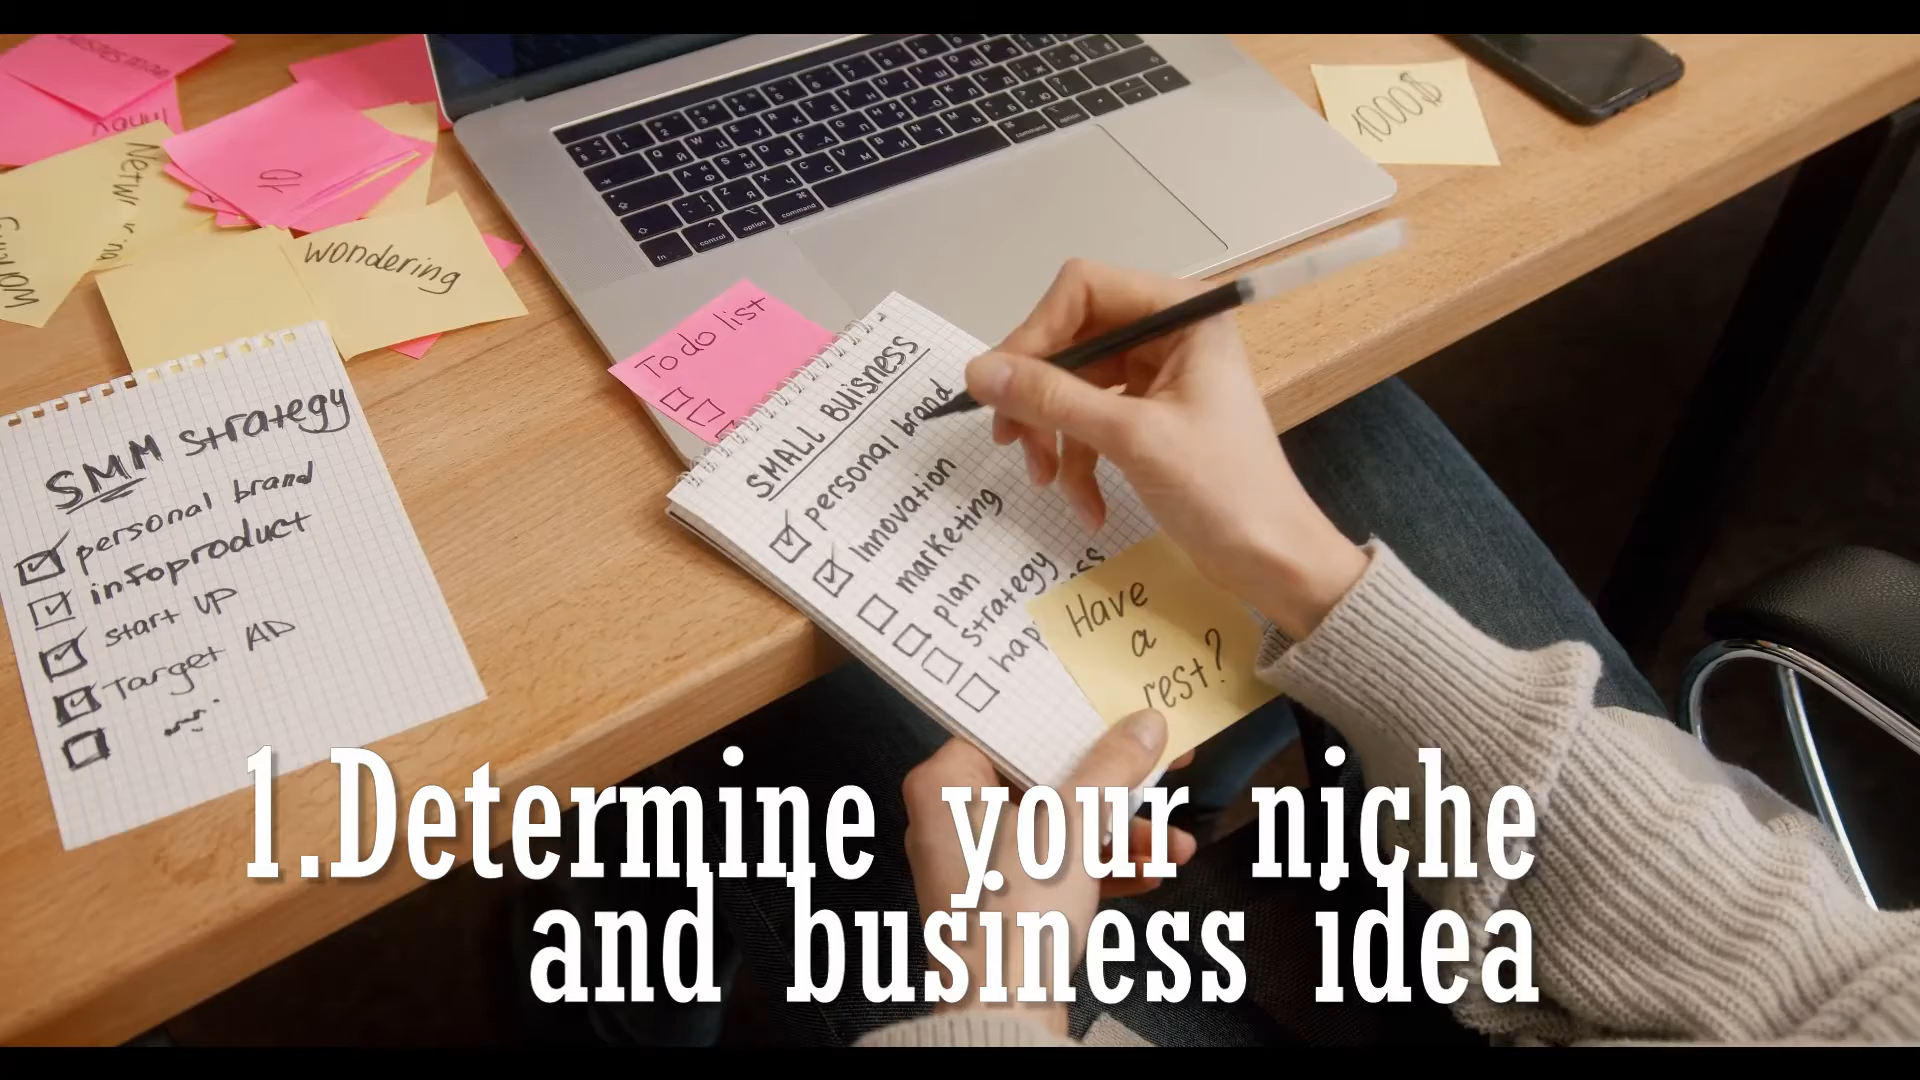 businessman
wondering
1000$
To do list
SMALL BUISNESS
personal brand
Innovation
marketing
plan
strategy
Have
a
rest?
SMM strategy
personal brand
infoproduct
start UP
Target AD
1.Determine your niche
and business idea